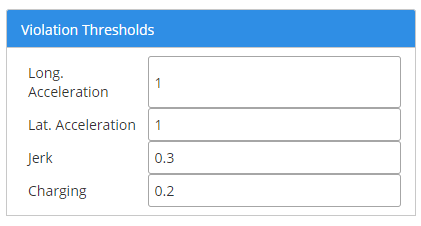 Violation Thresholds
Long.
Acceleration
1
Lat. Acceleration 1
Jerk 0.3
Charging 0.2